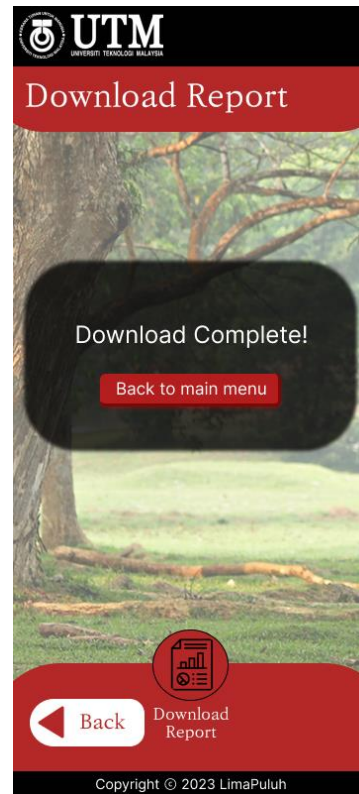 UTM
UNIVERSITI TEKNOLOGI MALAYSIA
Download Report
Download Complete!
Back to main menu
Back
Download
Report
Copyright © 2023 LimaPuluh